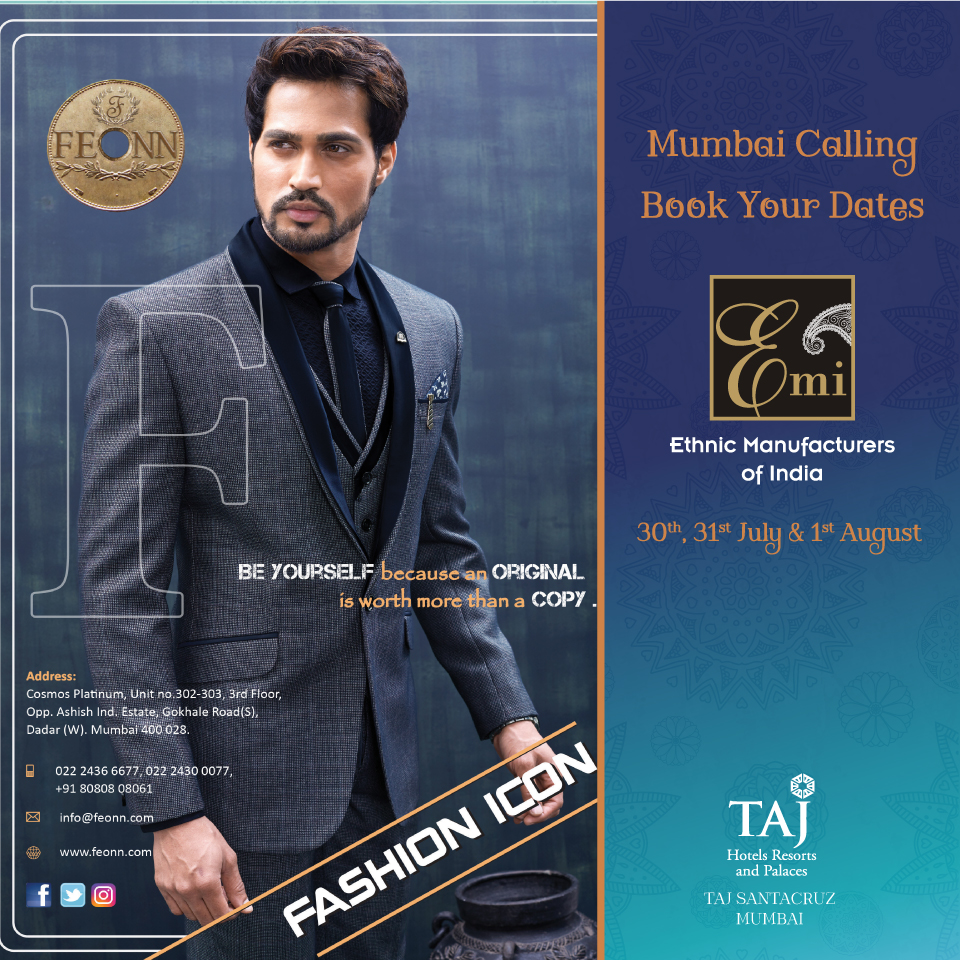 F
FEONN
F
BE YOURSELF because an ORIGINAL
is worth more than a COPY .
Address:
Cosmos Platinum, Unit no.302-303, 3rd Floor,
Opp. Ashish Ind. Estate, Gokhale Road(S),
Dadar (W). Mumbai 400 028.
022 2436 6677, 022 2430 0077,
+91 80808 08061
info@feonn.com
www.feonn.com
f
FASHION ICON
Mumbai Calling
Book Your Dates
Emi
Ethnic Manufacturers
of India
30th, 31st July & 1st August
TAJ
Hotels Resorts
and Palaces
TAJ SANTACRUZ
MUMBAI